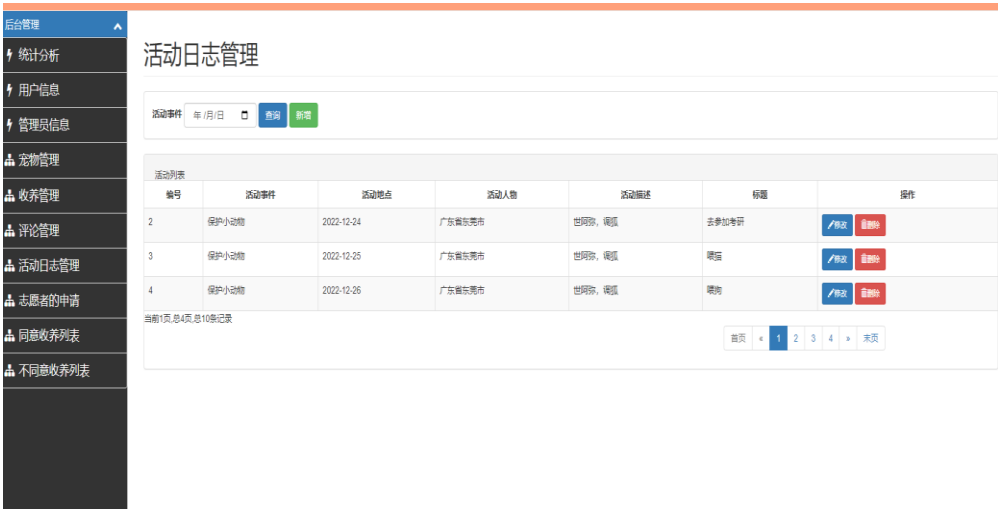 后台管理
统计分析
用户信息
管理员信息
宠物管理
收养管理
评论管理
活动日志管理
志愿者的申请
同意收养列表
不同意收养列表
活动日志管理
活动事件 年 /月/日 查询 新增
活动列表
编号 活动事件 活动地点 活动人物 活动描述 标题 操作
2 保护小动物 2022-12-24 广东省东莞市 世阿弥，调狐 去参加考研 修改 删除
3 保护小动物 2022-12-25 广东省东莞市 世阿弥，调狐 喂猫 修改 删除
4 保护小动物 2022-12-26 广东省东莞市 世阿弥，调狐 喂狗 修改 删除
当前1页,总4页,总10条记录
首页 « 1 2 3 4 » 末页